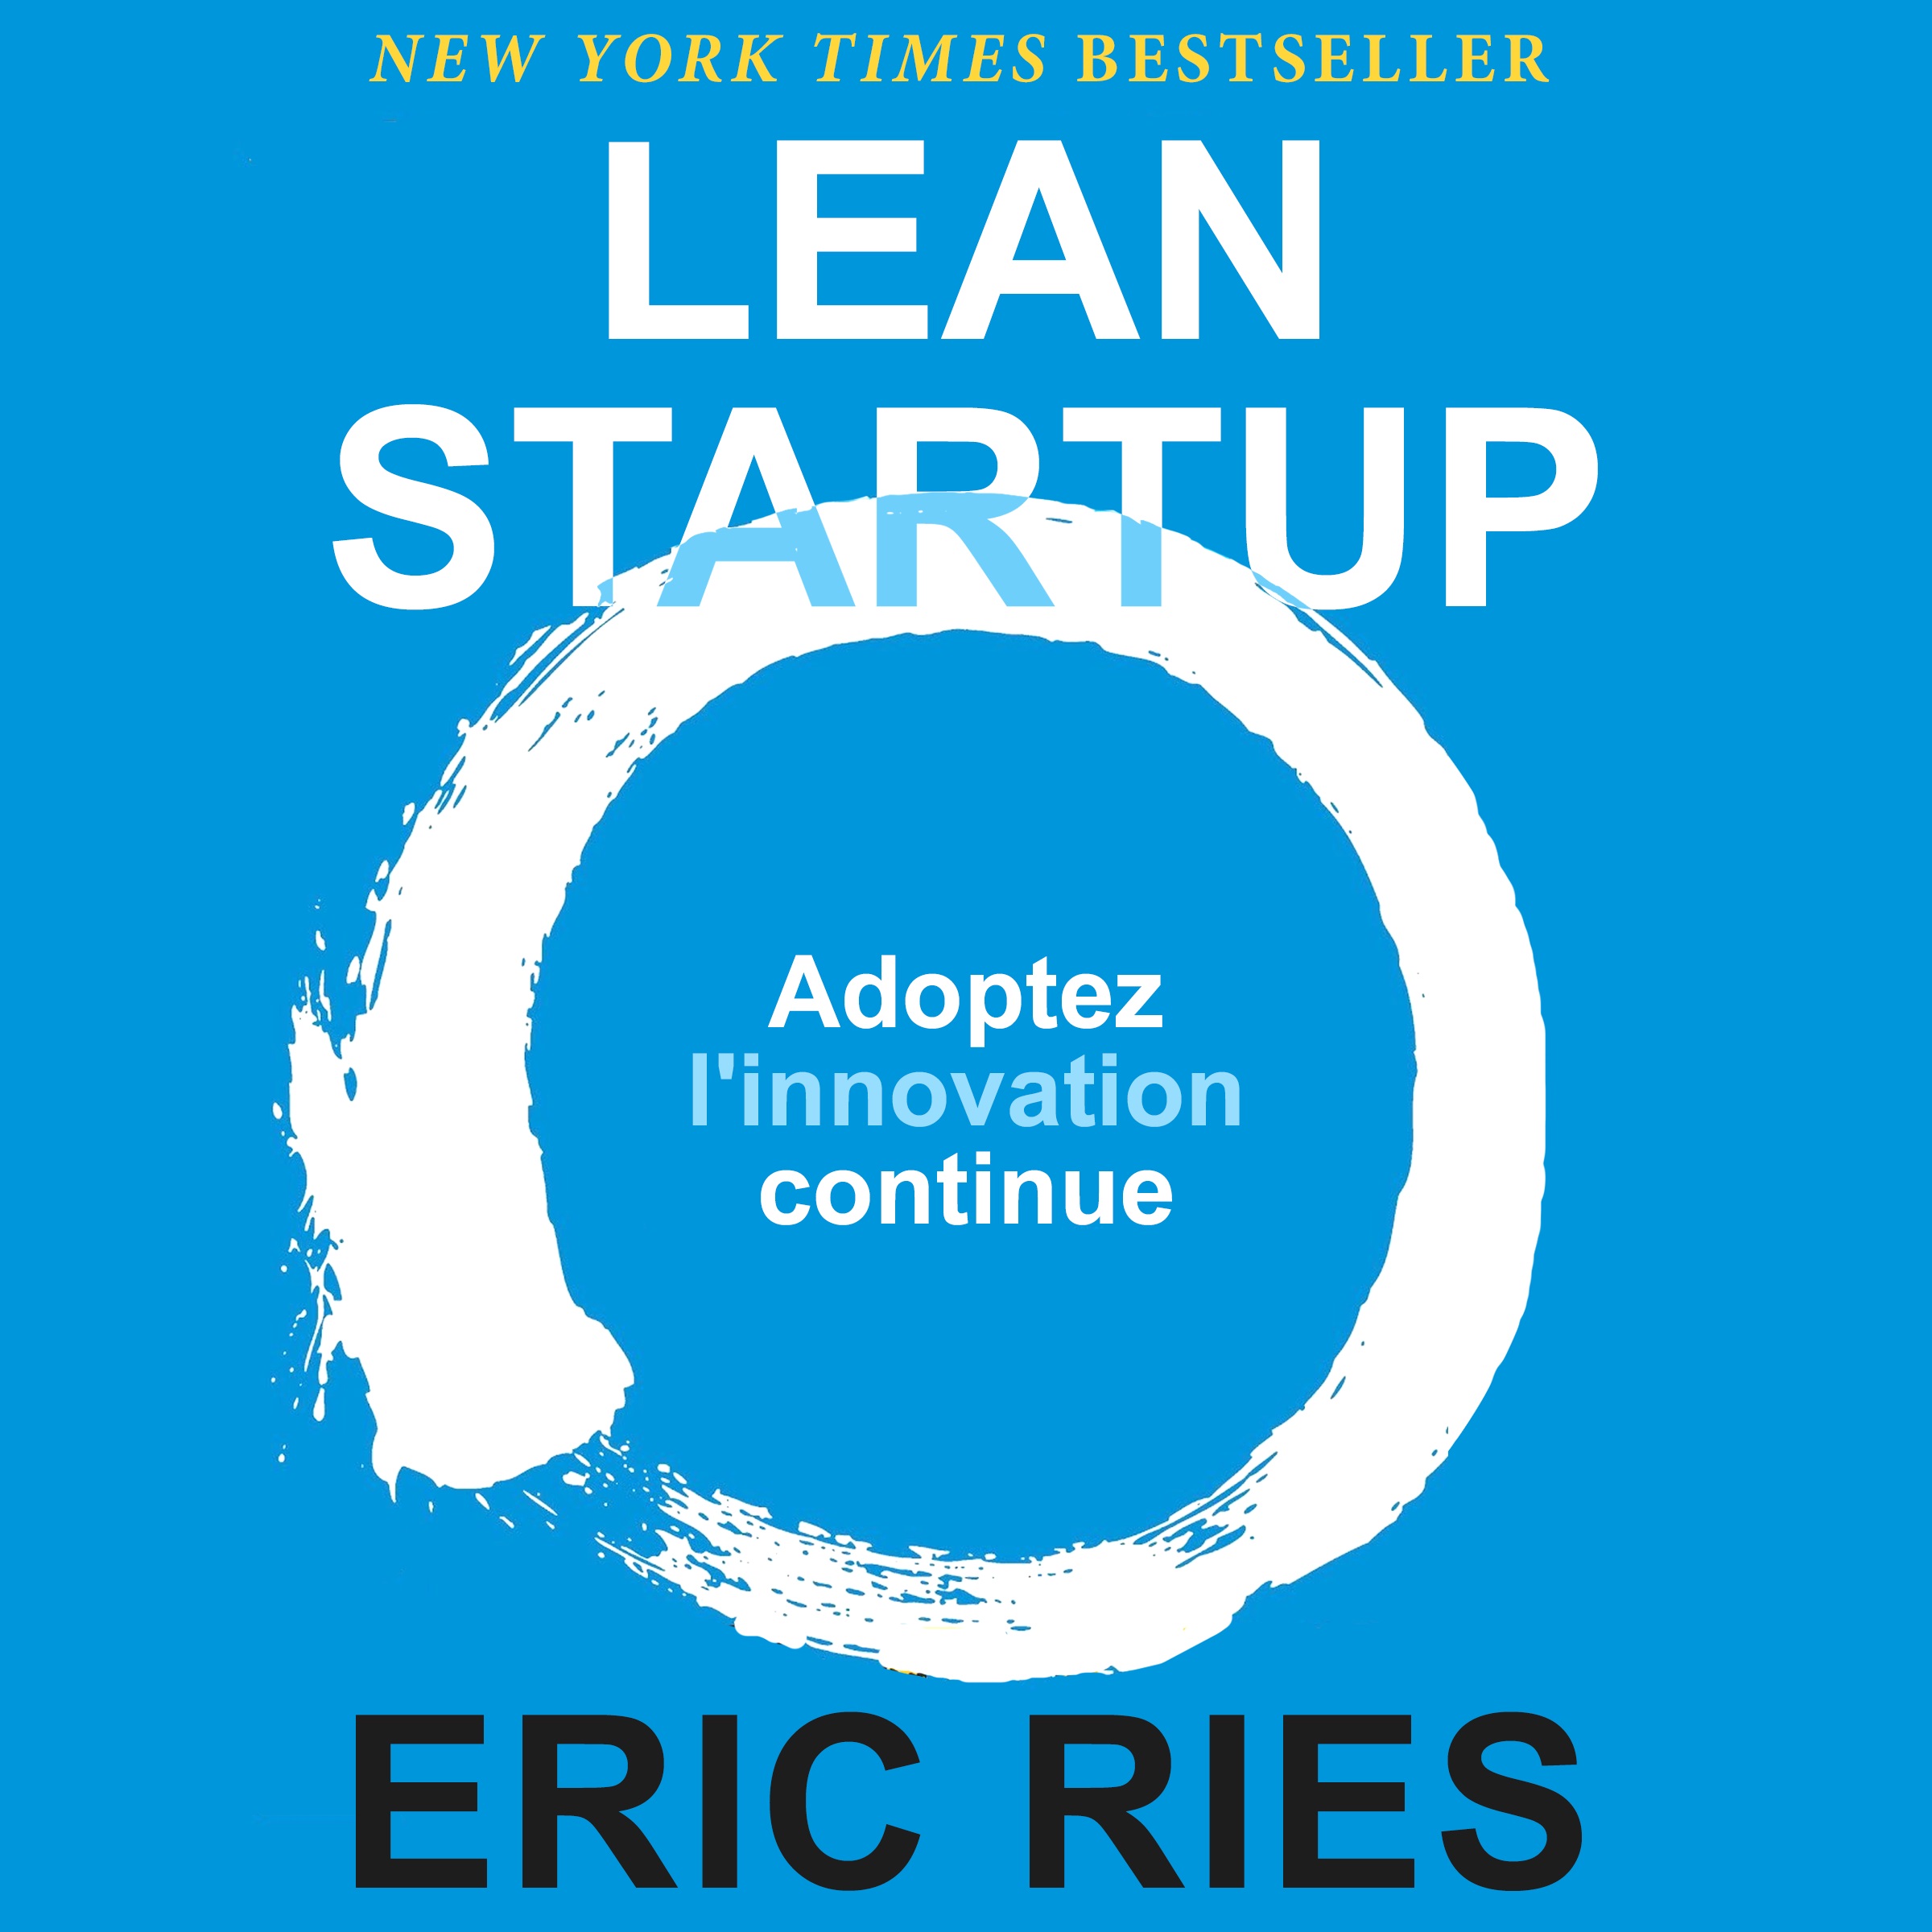 NEW YORK TIMES BESTSELLER
LEAN
STARTUP
Adoptez
l'innovation
continue
ERIC RIES